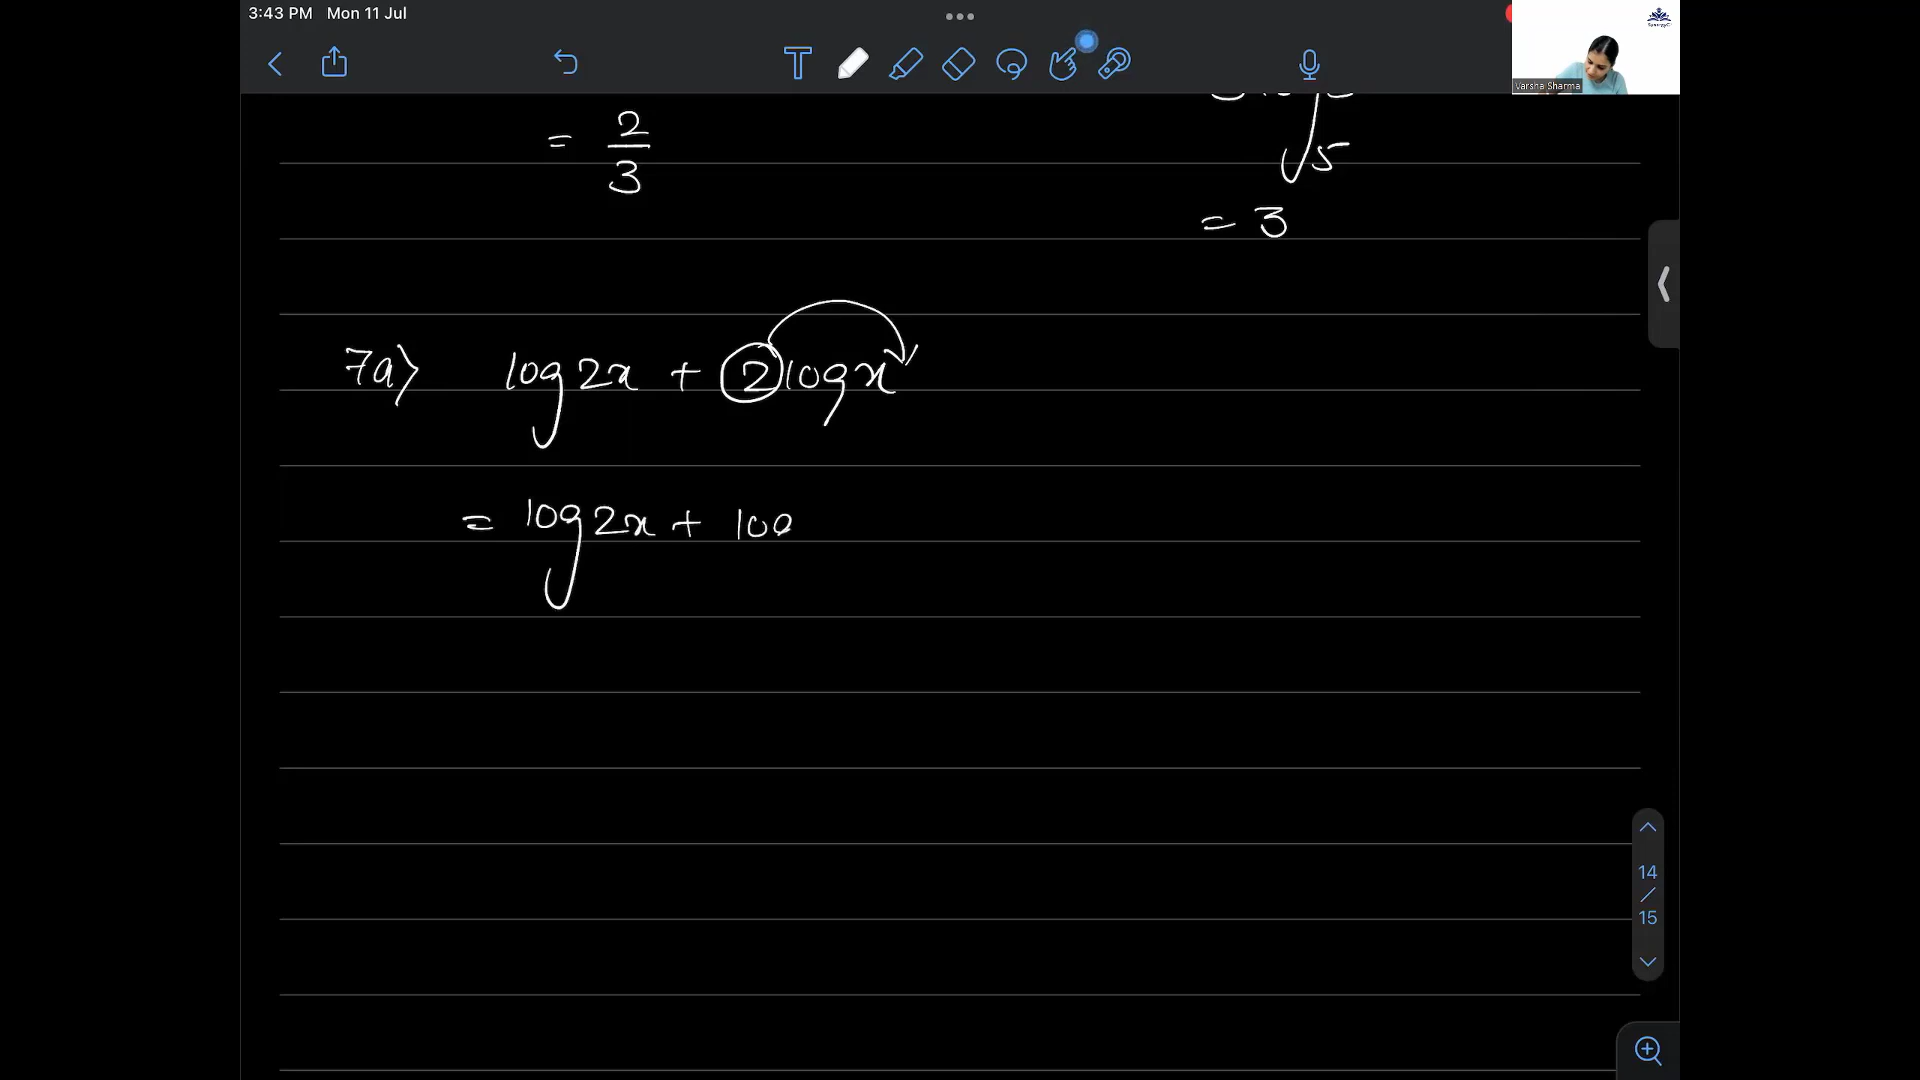 3:43 PM Mon 11 Jul
T
Varsha Sharma
= 2/3
√5
= 3
7a) log 2x + 2 log x
= log 2x + log
14
/
15